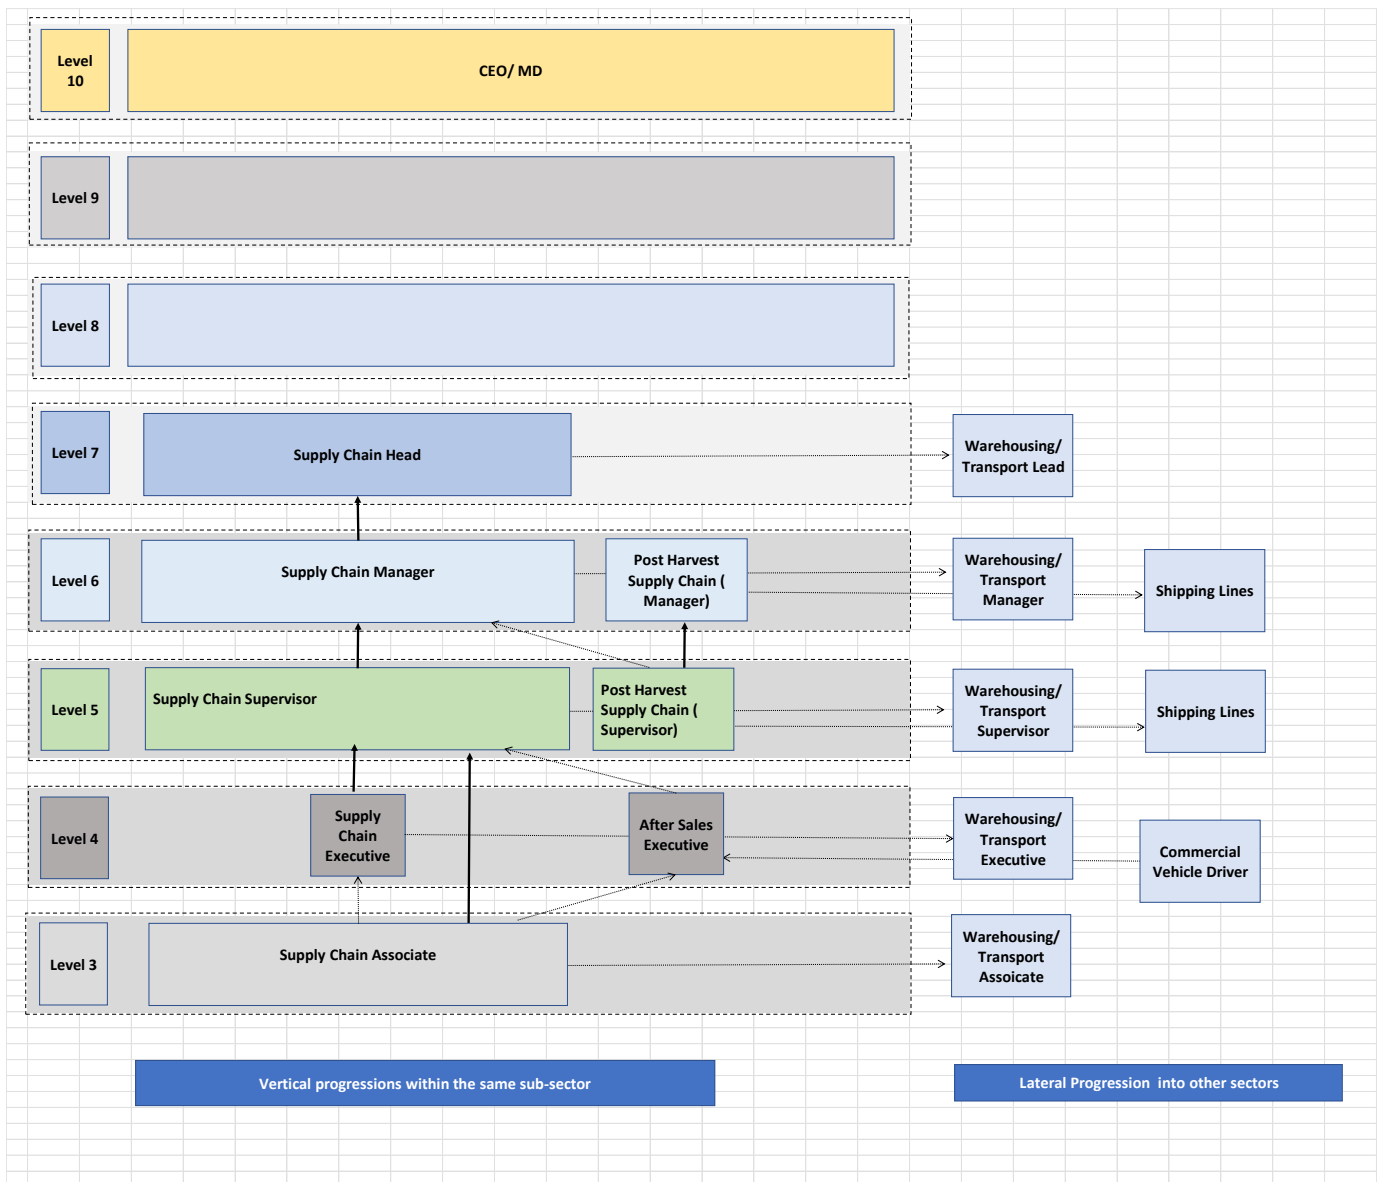 Level
10
CEO/ MD
Level 9
Level 8
Level 7
Supply Chain Head
Warehousing/
Transport Lead
Level 6
Supply Chain Manager
Post Harvest
Supply Chain (
Manager)
Warehousing/
Transport
Manager
Shipping Lines
Level 5
Supply Chain Supervisor
Post Harvest
Supply Chain (
Supervisor)
Warehousing/
Transport
Supervisor
Shipping Lines
Level 4
Supply
Chain
Executive
After Sales
Executive
Warehousing/
Transport
Executive
Commercial
Vehicle Driver
Level 3
Supply Chain Associate
Warehousing/
Transport
Assoicate
Vertical progressions within the same sub-sector
Lateral Progression  into other sectors